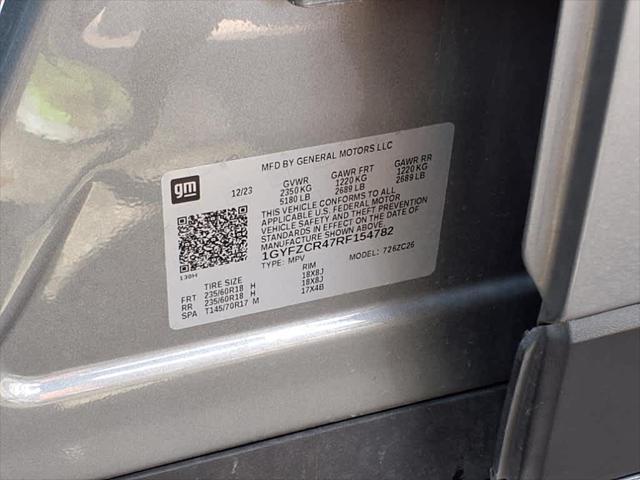 MFD BY GENERAL MOTORS LLC
gm
12/23
GVWR GAWR FRT GAWR RR
2350 KG 1220 KG 1220 KG
5180 LB 2689 LB 2689 LB
THIS VEHICLE CONFORMS TO ALL
APPLICABLE U.S. FEDERAL MOTOR
VEHICLE SAFETY AND THEFT PREVENTION
STANDARDS IN EFFECT ON THE DATE OF
MANUFACTURE SHOWN ABOVE
1GYFZCR47RF154782
TYPE: MPV MODEL: 726ZC26
138H
TIRE SIZE RIM
FRT 235/60R18 H 18X8J
RR 235/60R18 H 18X8J
SPA T145/70R17 M 17X4B